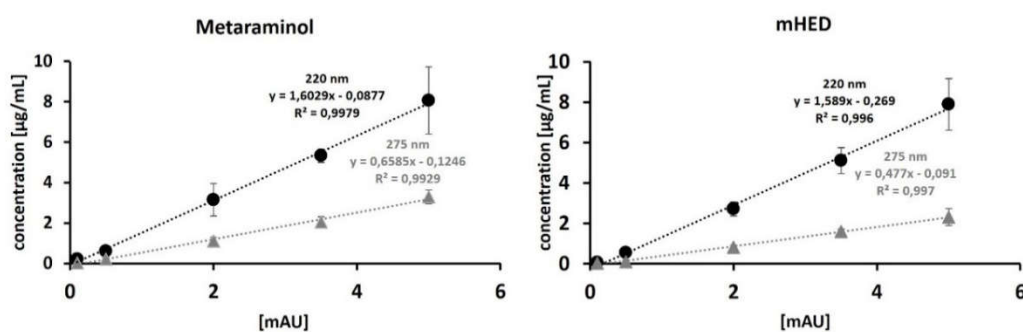 Metaraminol
concentration [µg/mL]
10
8
6
4
2
0
220 nm
y = 1,6029x - 0,0877
R² = 0,9979
275 nm
y = 0,6585x - 0,1246
R² = 0,9929
0
2
4
6
[mAU]
mHED
concentration [µg/mL]
10
8
6
4
2
0
220 nm
y = 1,589x - 0,269
R² = 0,996
275 nm
y = 0,477x - 0,091
R² = 0,997
0
2
4
6
[mAU]